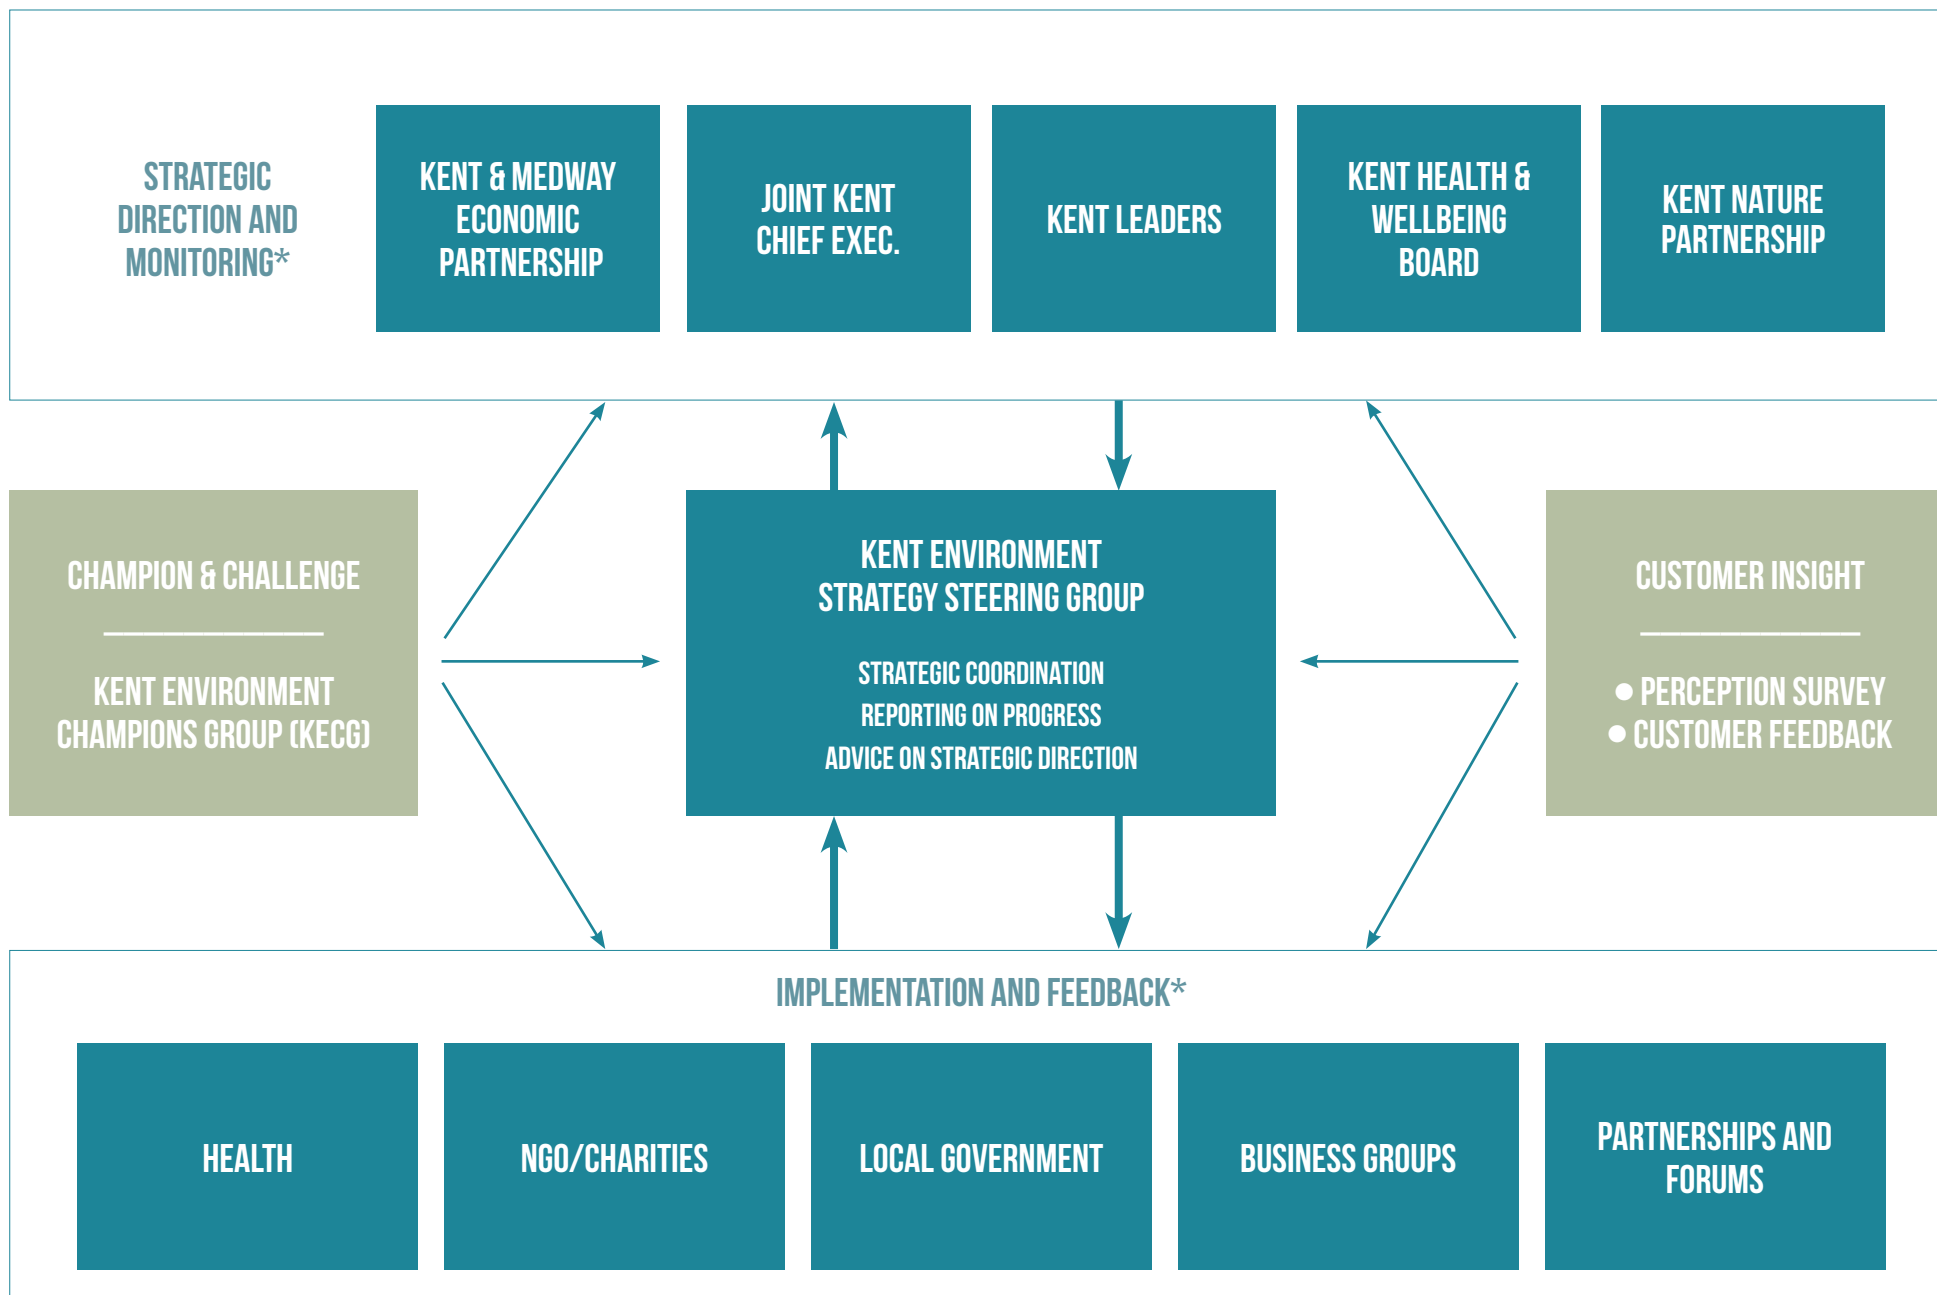 STRATEGIC
DIRECTION AND
MONITORING*
KENT & MEDWAY
ECONOMIC
PARTNERSHIP
JOINT KENT
CHIEF EXEC.
KENT LEADERS
KENT HEALTH &
WELLBEING
BOARD
KENT NATURE
PARTNERSHIP
CHAMPION & CHALLENGE
KENT ENVIRONMENT
CHAMPIONS GROUP (KECG)
KENT ENVIRONMENT
STRATEGY STEERING GROUP
STRATEGIC COORDINATION
REPORTING ON PROGRESS
ADVICE ON STRATEGIC DIRECTION
CUSTOMER INSIGHT
● PERCEPTION SURVEY
● CUSTOMER FEEDBACK
IMPLEMENTATION AND FEEDBACK*
HEALTH
NGO/CHARITIES
LOCAL GOVERNMENT
BUSINESS GROUPS
PARTNERSHIPS AND
FORUMS